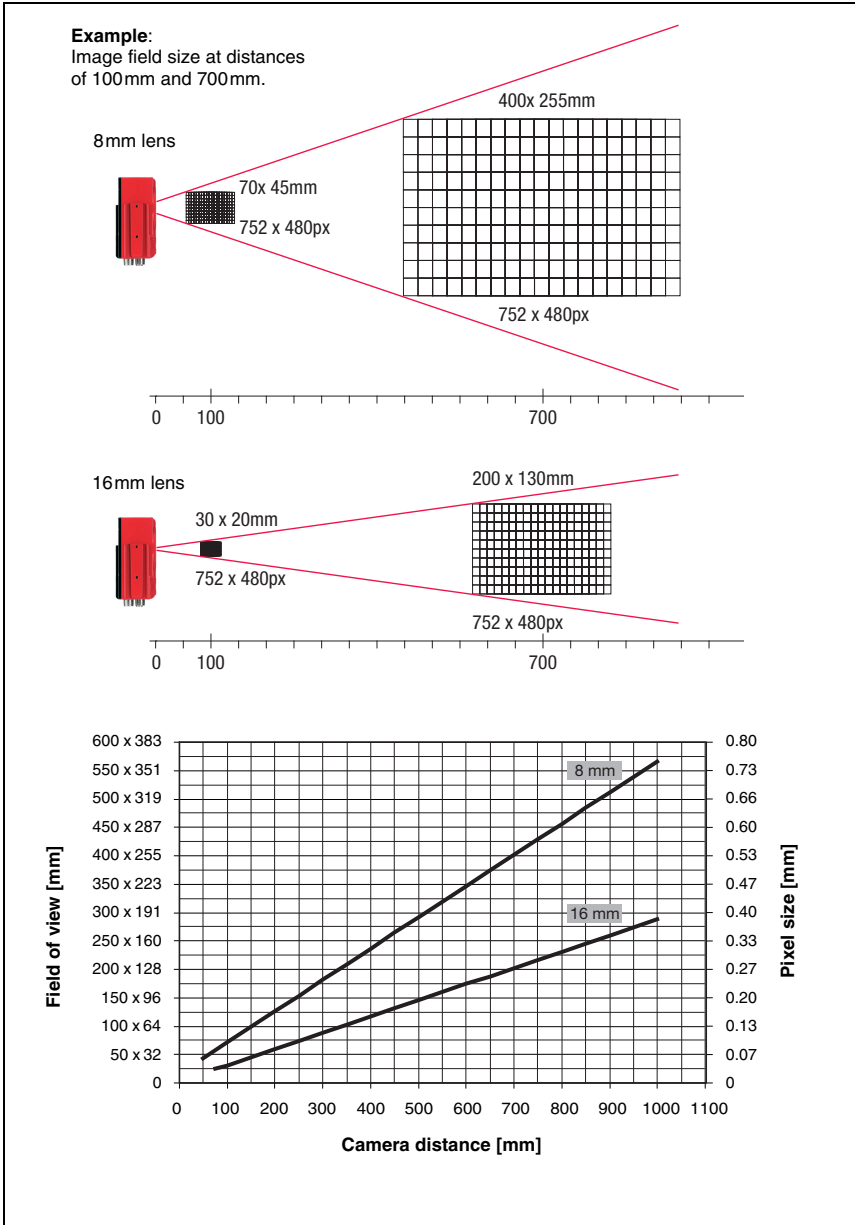 Example:
Image field size at distances
of 100mm and 700mm.
400x 255mm
8mm lens
70x 45mm
752 x 480px
752 x 480px
0 100 700
16mm lens
200 x 130mm
30 x 20mm
752 x 480px
752 x 480px
0 100 700
600 x 383
550 x 351
500 x 319
450 x 287
400 x 255
350 x 223
300 x 191
250 x 160
200 x 128
150 x 96
100 x 64
50 x 32
0
Field of view [mm]
8 mm
16 mm
0.80
0.73
0.66
0.60
0.53
0.47
0.40
0.33
0.27
0.20
0.13
0.07
0
Pixel size [mm]
0 100 200 300 400 500 600 700 800 900 1000 1100
Camera distance [mm]